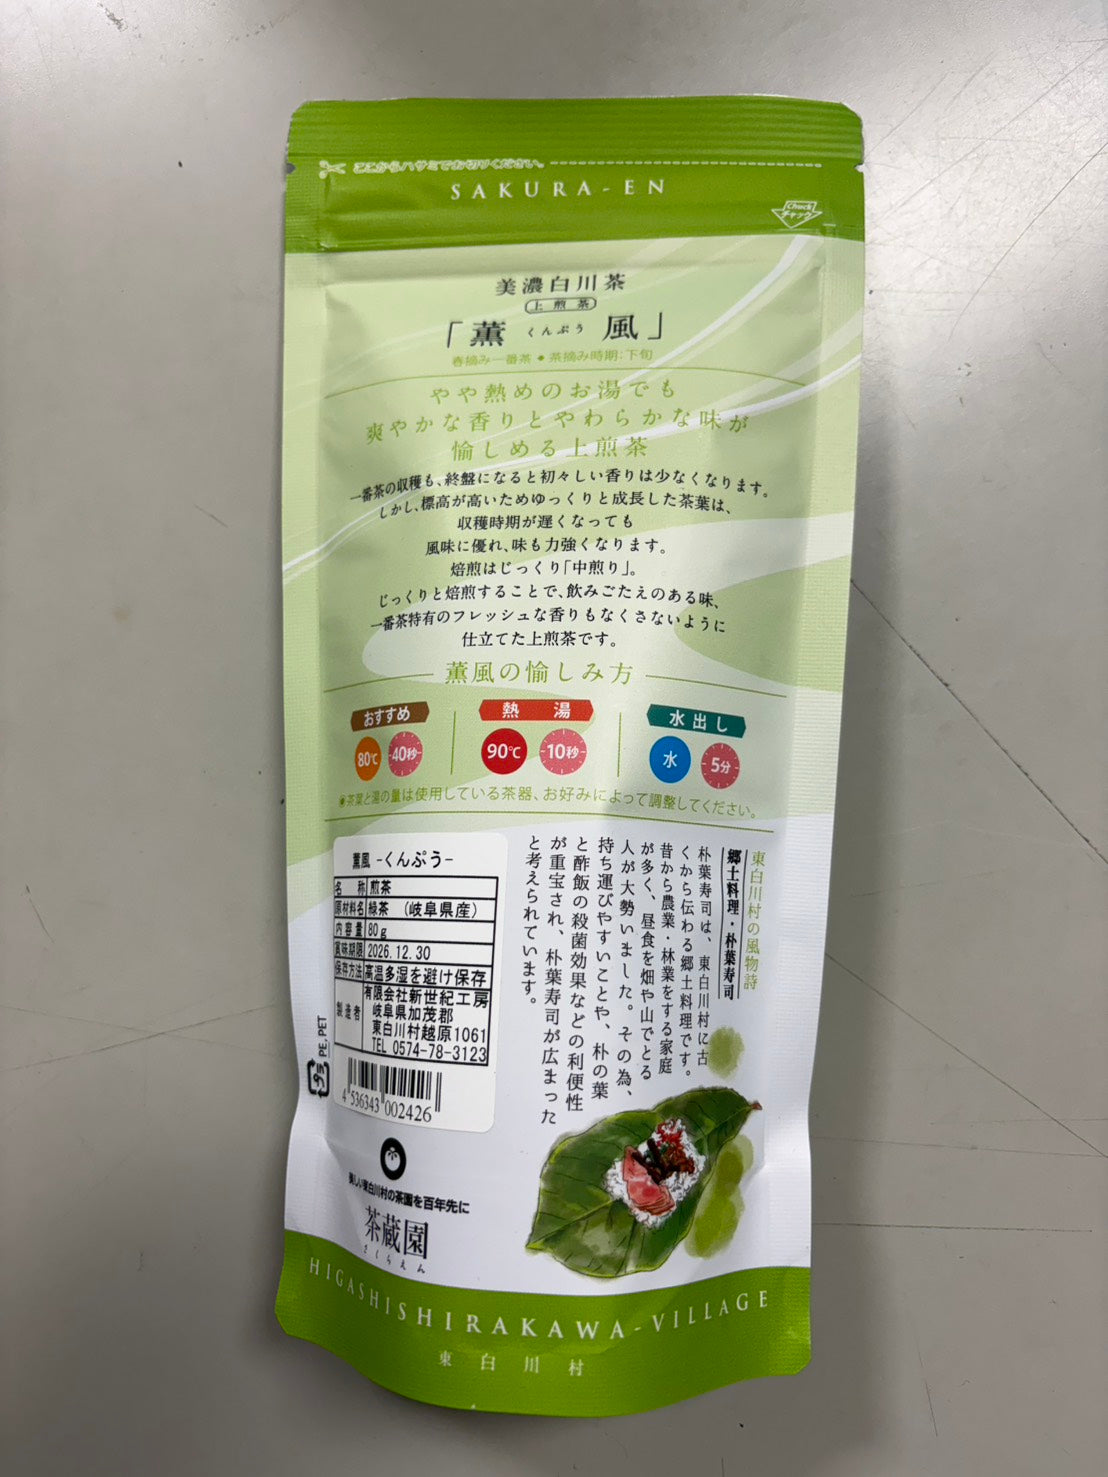 ここからハサミでお切りください。
SAKURA-EN
Chuck
チャック
美濃白川茶
上煎茶
「薫 くんぷう 風」
春摘み一番茶 ● 茶摘み時期:下旬
やや熱めのお湯でも
爽やかな香りとやわらかな味が
愉しめる上煎茶
一番茶の収穫も、終盤になると初々しい香りは少なくなります。
しかし、標高が高いためゆっくりと成長した茶葉は、
収穫時期が遅くなっても
風味に優れ、味も力強くなります。
焙煎はじっくり「中煎り」。
じっくりと焙煎することで、飲みごたえのある味、
一番茶特有のフレッシュな香りもなくさないように
仕立てた上煎茶です。
薫風の愉しみ方
おすすめ
80℃ 40秒
熱湯
90℃ 10秒
水出し
水 5分
◉茶葉と湯の量は使用している茶器、お好みによって調整してください。
東白川村の風物詩
郷土料理・朴葉寿司
朴葉寿司は、東白川村に古
くから伝わる郷土料理です。
昔から農業・林業をする家庭
が多く、昼食を畑や山でとる
人が大勢いました。その為、
持ち運びやすいことや、朴の葉
と酢飯の殺菌効果などの利便性
が重宝され、朴葉寿司が広まった
と考えられています。
薫風 -くんぷう-
名称 煎茶
原材料名 緑茶 （岐阜県産）
内容量 80g
賞味期限 2026.12.30
保存方法 高温多湿を避け保存
製造者 有限会社新世紀工房
岐阜県加茂郡
東白川村越原1061
TEL 0574-78-3123
4 536343 002426
プラ PE, PET
美しい東白川村の茶園を百年先に
茶蔵園
さくらえん
HIGASHISHIRAKAWA-VILLAGE
東白川村